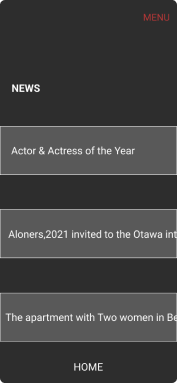 MENU
NEWS
Actor & Actress of the Year
Aloners,2021 invited to the Otawa int
The apartment with Two women in Be
HOME